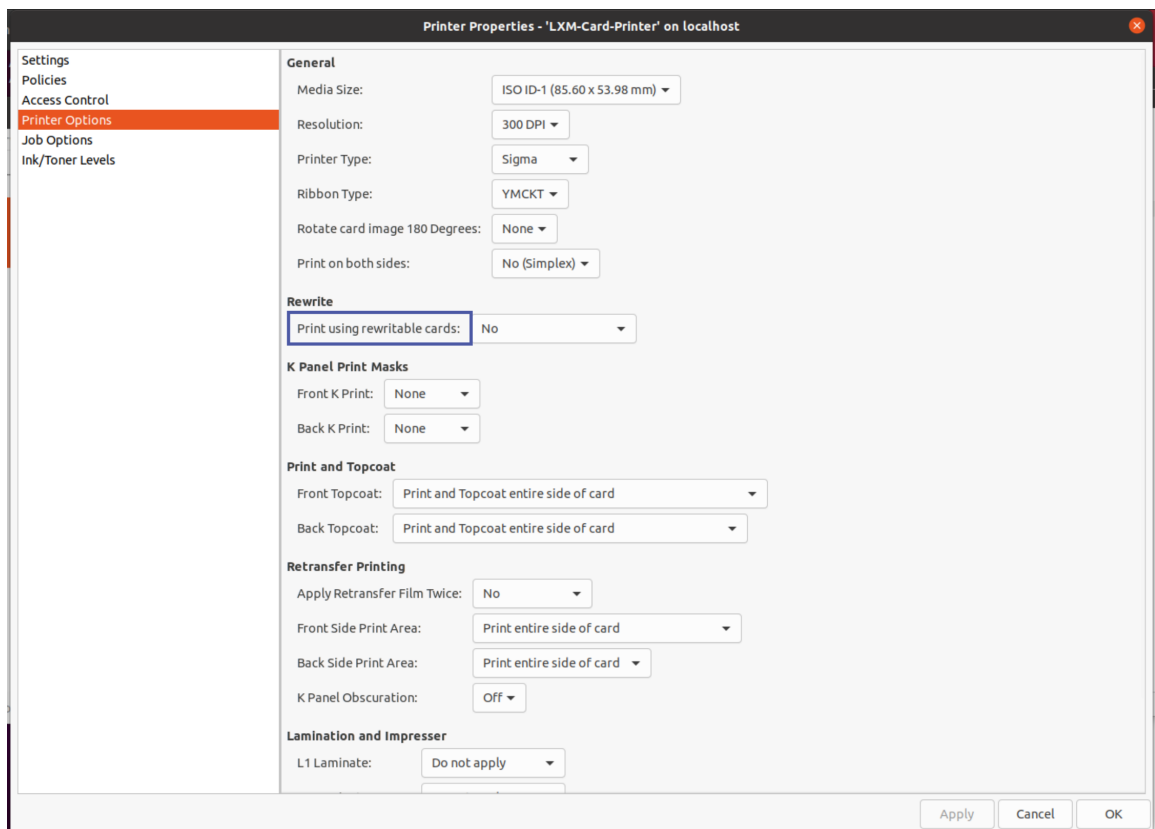 Printer Properties - 'LXM-Card-Printer' on localhost
Settings
Policies
Access Control
Printer Options
Job Options
Ink/Toner Levels
General
Media Size: ISO ID-1 (85.60 x 53.98 mm)
Resolution: 300 DPI
Printer Type: Sigma
Ribbon Type: YMCKT
Rotate card image 180 Degrees: None
Print on both sides: No (Simplex)
Rewrite
Print using rewritable cards: No
K Panel Print Masks
Front K Print: None
Back K Print: None
Print and Topcoat
Front Topcoat: Print and Topcoat entire side of card
Back Topcoat: Print and Topcoat entire side of card
Retransfer Printing
Apply Retransfer Film Twice: No
Front Side Print Area: Print entire side of card
Back Side Print Area: Print entire side of card
K Panel Obscuration: Off
Lamination and Impresser
L1 Laminate: Do not apply
Apply Cancel OK